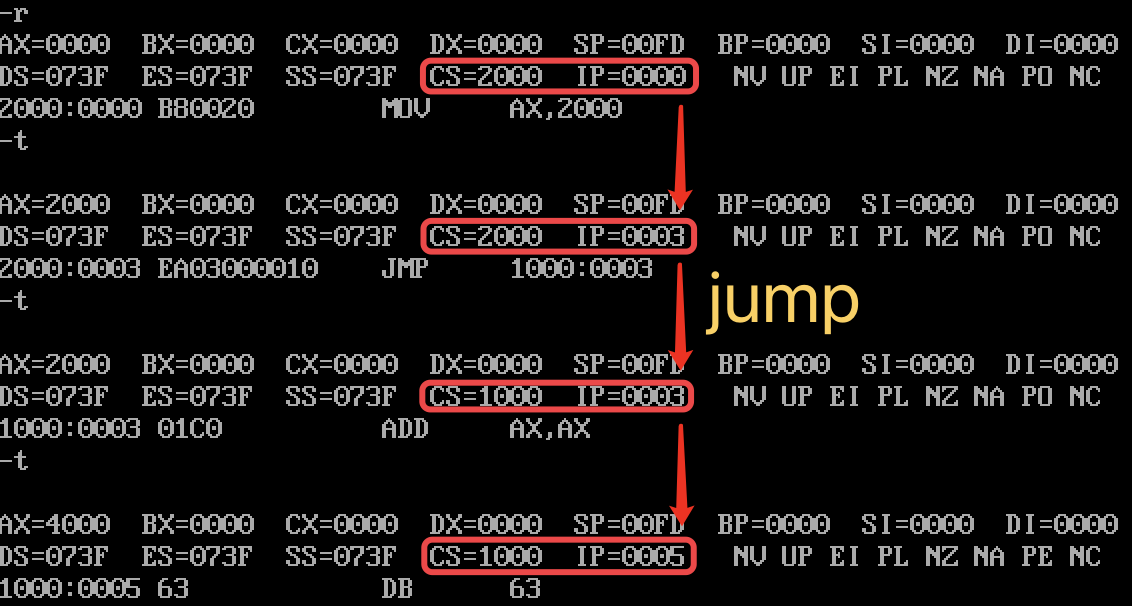 -r
AX=0000 BX=0000 CX=0000 DX=0000 SP=00FD BP=0000 SI=0000 DI=0000
DS=073F ES=073F SS=073F CS=2000 IP=0000 NV UP EI PL NZ NA PO NC
2000:0000 B80020 MOV AX,2000
-t
AX=2000 BX=0000 CX=0000 DX=0000 SP=00FD BP=0000 SI=0000 DI=0000
DS=073F ES=073F SS=073F CS=2000 IP=0003 NV UP EI PL NZ NA PO NC
2000:0003 EA03000010 JMP 1000:0003
-t
jump
AX=2000 BX=0000 CX=0000 DX=0000 SP=00FD BP=0000 SI=0000 DI=0000
DS=073F ES=073F SS=073F CS=1000 IP=0003 NV UP EI PL NZ NA PO NC
1000:0003 01C0 ADD AX,AX
-t
AX=4000 BX=0000 CX=0000 DX=0000 SP=00FD BP=0000 SI=0000 DI=0000
DS=073F ES=073F SS=073F CS=1000 IP=0005 NV UP EI PL NZ NA PE NC
1000:0005 63 DB 63